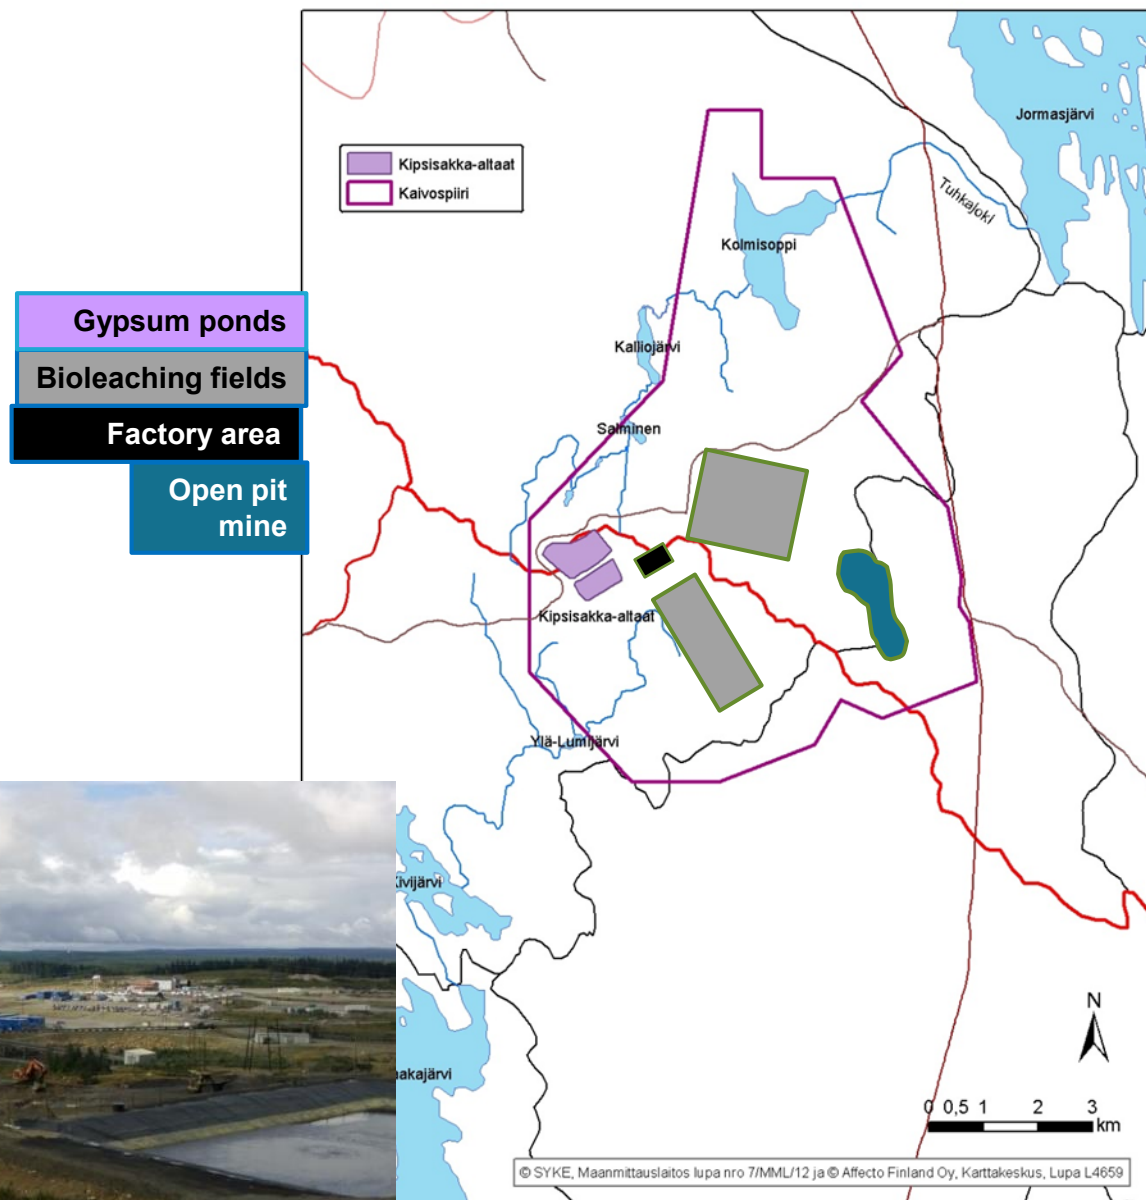 Jormasjärvi
Kipsisakka-altaat
Kaivospiiri
Tuhkajoki
Kolmisoppi
Gypsum ponds
Kalliojärvi
Bioleaching fields
Factory area
Salminen
Open pit
mine
Kipsisakka-altaat
Ylä-Lumijärvi
Kivijärvi
akajärvi
N
0 0,5 1 2 3
km
© SYKE, Maanmittauslaitos lupa nro 7/MML/12 ja © Affecto Finland Oy, Karttakeskus, Lupa L4659